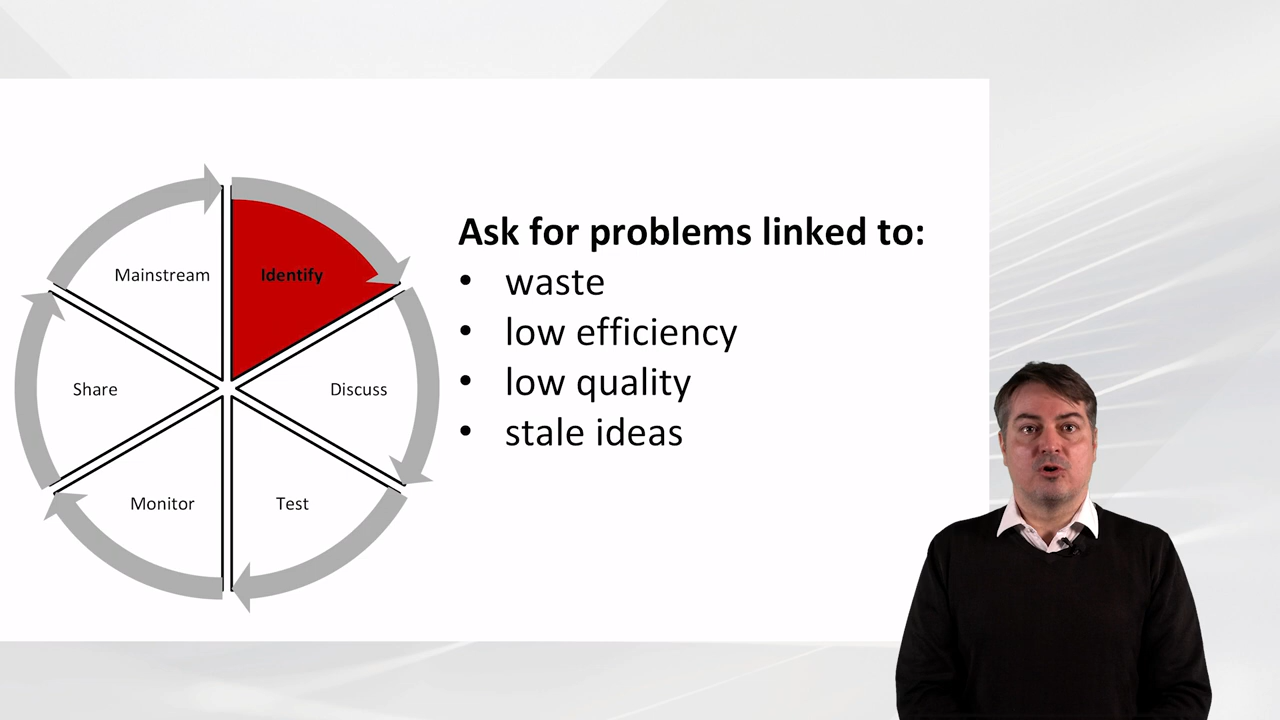 Mainstream
Identify
Share
Discuss
Monitor
Test
Ask for problems linked to:
• waste
• low efficiency
• low quality
• stale ideas